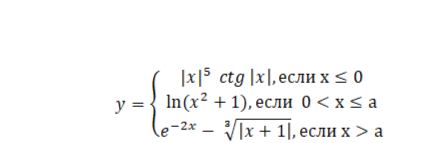 |x|⁵ ctg |x|, если x ≤ 0
y = { ln(x² + 1), если 0 < x ≤ a
e⁻²ˣ − ∛|x + 1|, если x > a